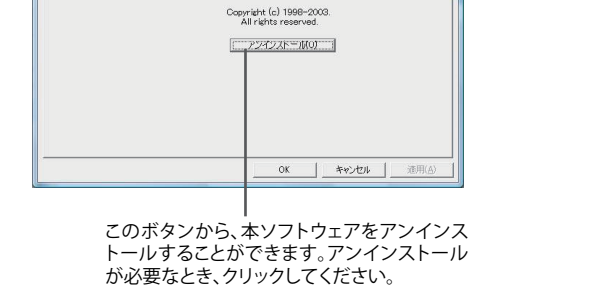 Copyright (c) 1998-2003.
All rights reserved.
アンインストール(U)
OK キャンセル 適用(A)
このボタンから、本ソフトウェアをアンインス
トールすることができます。アンインストール
が必要なとき、クリックしてください。